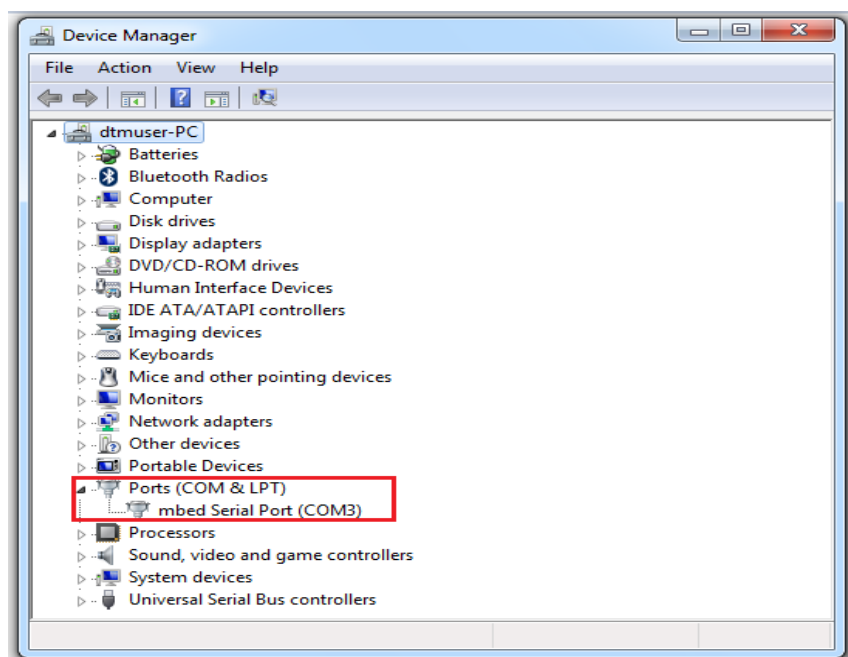 Device Manager
File Action View Help
dtmuser-PC
Batteries
Bluetooth Radios
Computer
Disk drives
Display adapters
DVD/CD-ROM drives
Human Interface Devices
IDE ATA/ATAPI controllers
Imaging devices
Keyboards
Mice and other pointing devices
Monitors
Network adapters
Other devices
Portable Devices
Ports (COM & LPT)
mbed Serial Port (COM3)
Processors
Sound, video and game controllers
System devices
Universal Serial Bus controllers